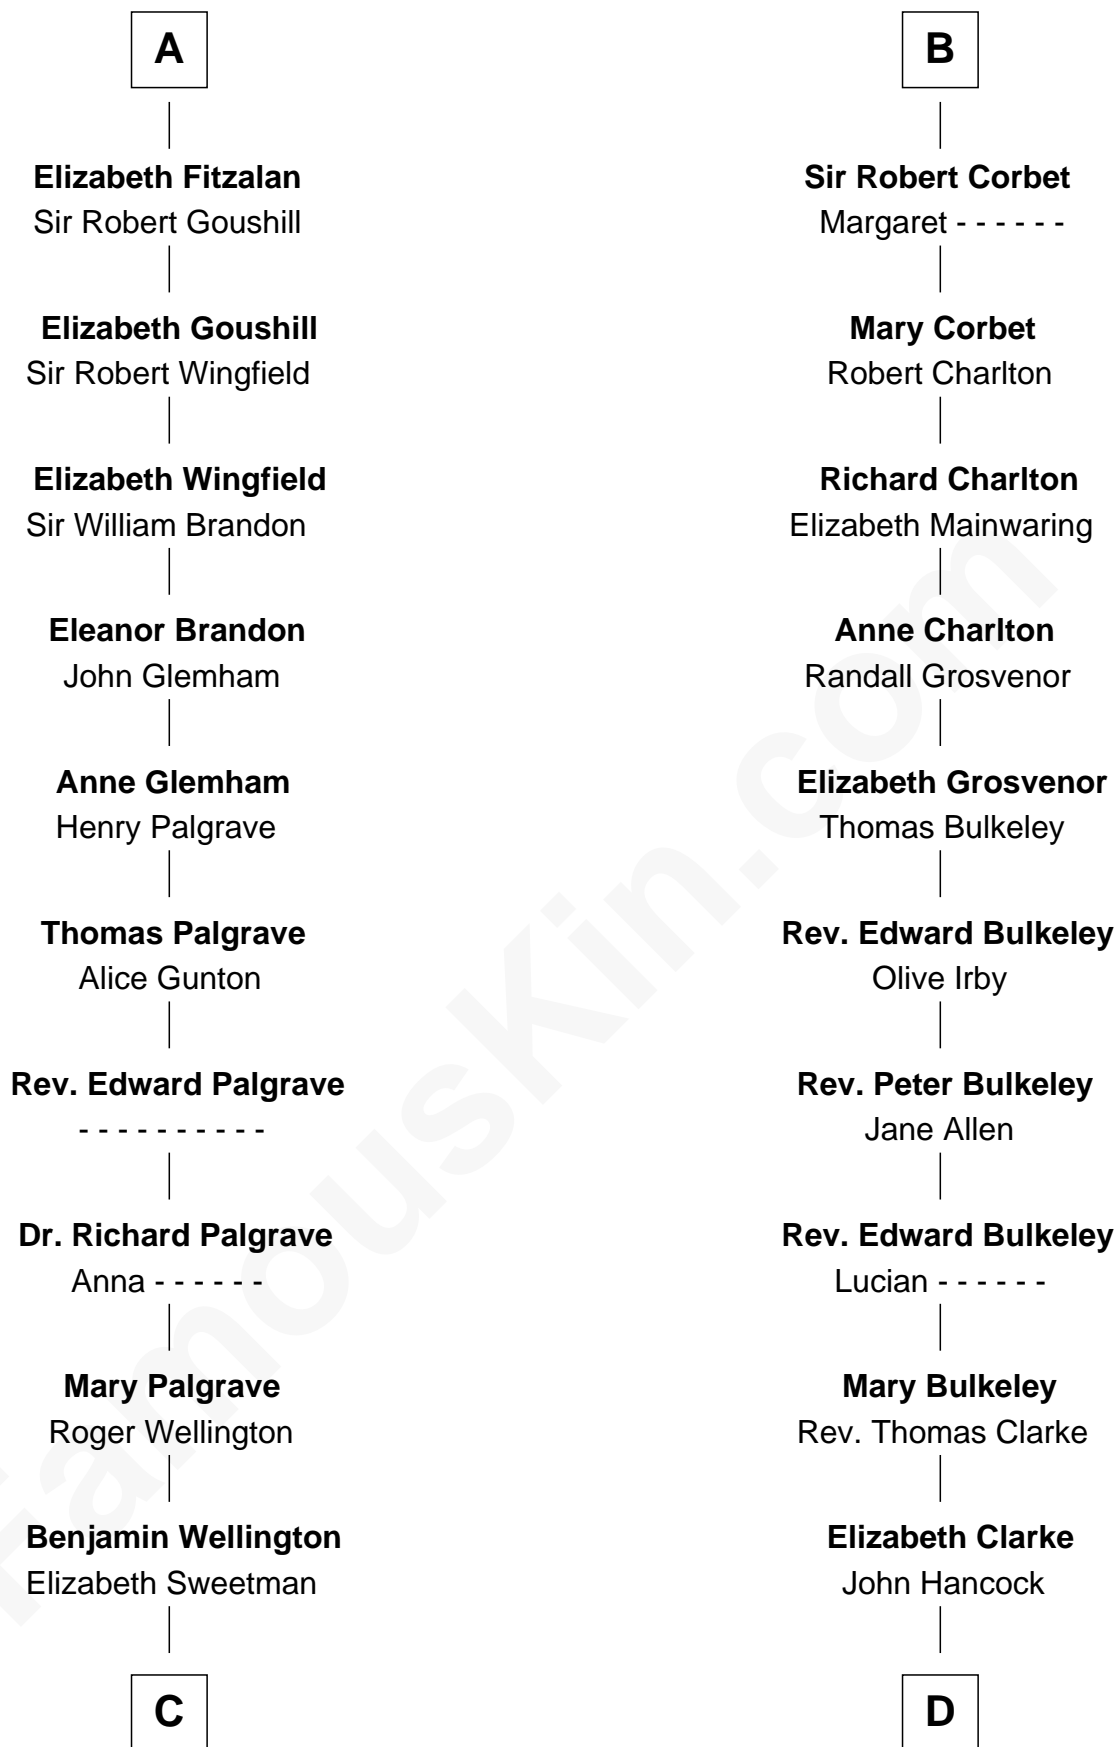 A
Elizabeth Fitzalan
Sir Robert Goushill
Elizabeth Goushill
Sir Robert Wingfield
Elizabeth Wingfield
Sir William Brandon
Eleanor Brandon
John Glemham
Anne Glemham
Henry Palgrave
Thomas Palgrave
Alice Gunton
Rev. Edward Palgrave
- - - - - - - - - -
Dr. Richard Palgrave
Anna - - - - - -
Mary Palgrave
Roger Wellington
Benjamin Wellington
Elizabeth Sweetman
C
B
Sir Robert Corbet
Margaret - - - - - -
Mary Corbet
Robert Charlton
Richard Charlton
Elizabeth Mainwaring
Anne Charlton
Randall Grosvenor
Elizabeth Grosvenor
Thomas Bulkeley
Rev. Edward Bulkeley
Olive Irby
Rev. Peter Bulkeley
Jane Allen
Rev. Edward Bulkeley
Lucian - - - - - -
Mary Bulkeley
Rev. Thomas Clarke
Elizabeth Clarke
John Hancock
D
FamousKin.com